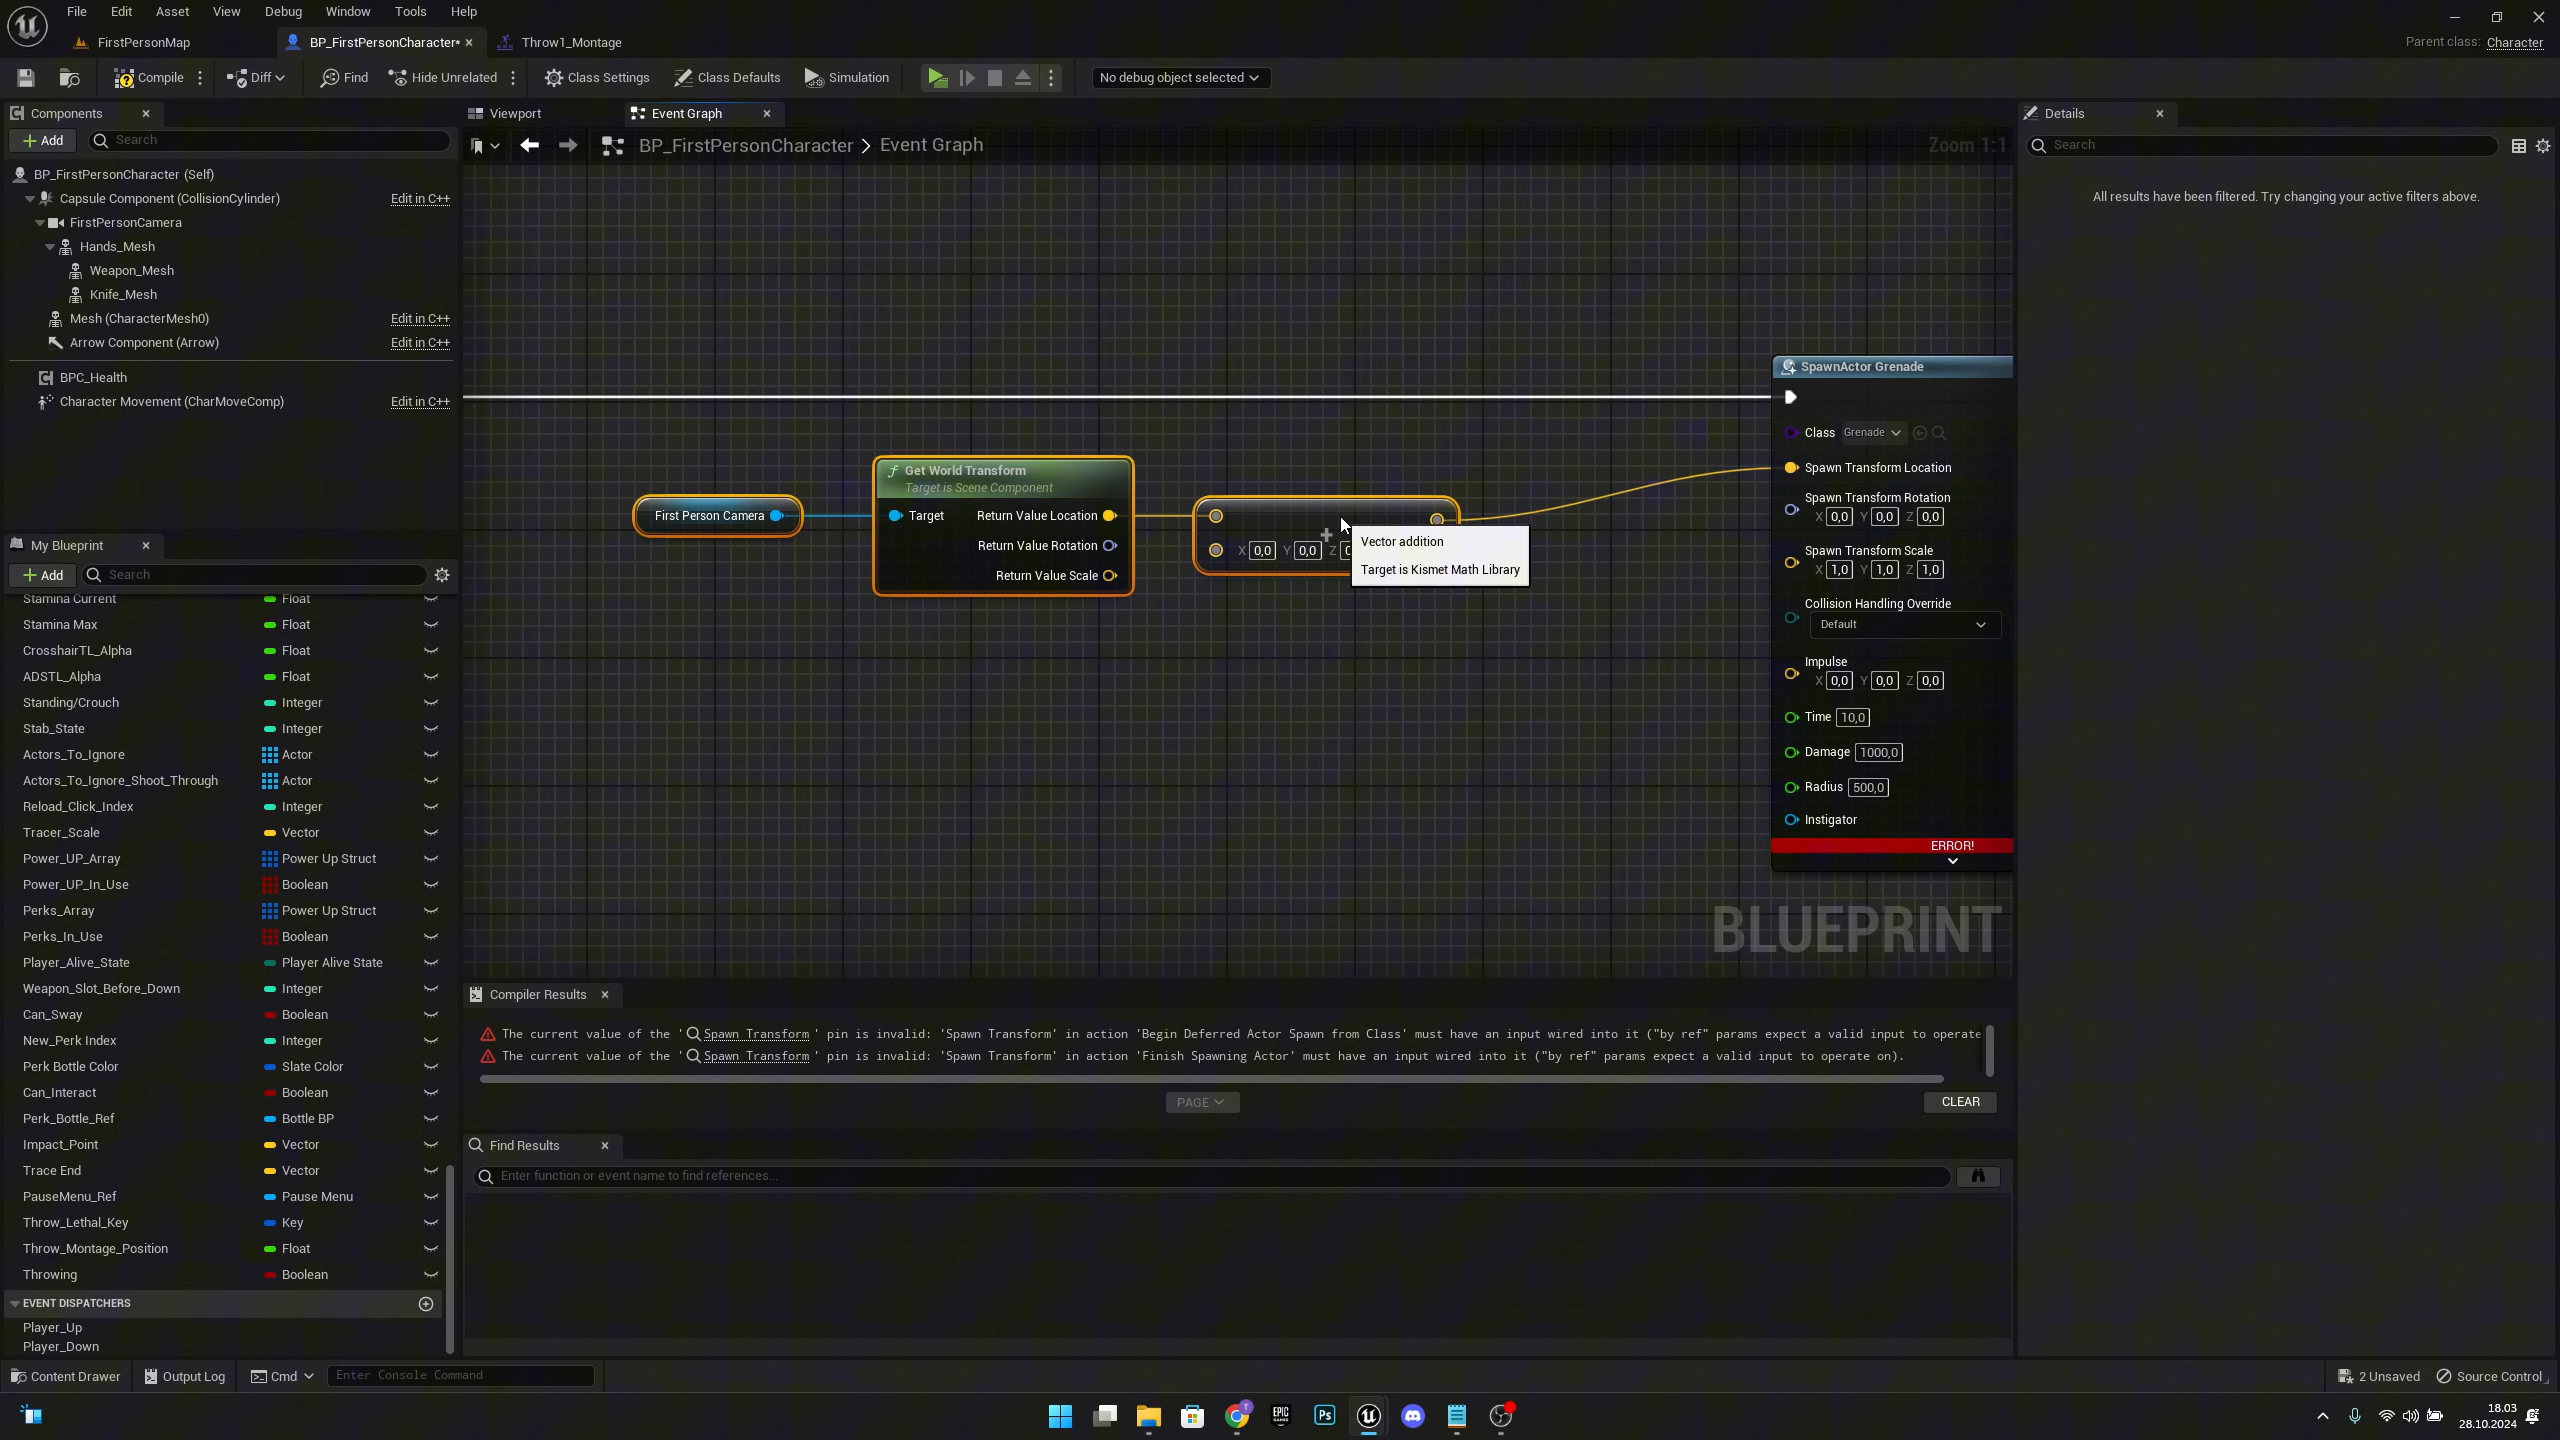 File Edit Asset View Debug Window Tools Help
FirstPersonMap BP_FirstPersonCharacter* Throw1_Montage Parent class: Character
Compile Diff Find Hide Unrelated Class Settings Class Defaults Simulation No debug object selected
Components Viewport Event Graph Details
Add Search BP_FirstPersonCharacter > Event Graph Zoom 1:1 Search
All results have been filtered. Try changing your active filters above.
BP_FirstPersonCharacter (Self)
Capsule Component (CollisionCylinder) Edit in C++
FirstPersonCamera
Hands_Mesh
Weapon_Mesh
Knife_Mesh
Mesh (CharacterMesh0) Edit in C++
Arrow Component (Arrow) Edit in C++
BPC_Health
Character Movement (CharMoveComp) Edit in C++
First Person Camera
Get World Transform
Target is Scene Component
Target Return Value Location
Return Value Rotation
Return Value Scale
X 0,0 Y 0,0 Z
Vector addition
Target is Kismet Math Library
SpawnActor Grenade
Class Grenade
Spawn Transform Location
Spawn Transform Rotation
X 0,0 Y 0,0 Z 0,0
Spawn Transform Scale
X 1,0 Y 1,0 Z 1,0
Collision Handling Override
Default
Impulse
X 0,0 Y 0,0 Z 0,0
Time 10,0
Damage 1000,0
Radius 500,0
Instigator
ERROR!
BLUEPRINT
My Blueprint
Add Search
Stamina Current Float
Stamina Max Float
CrosshairTL_Alpha Float
ADSTL_Alpha Float
Standing/Crouch Integer
Stab_State Integer
Actors_To_Ignore Actor
Actors_To_Ignore_Shoot_Through Actor
Reload_Click_Index Integer
Tracer_Scale Vector
Power_UP_Array Power Up Struct
Power_UP_In_Use Boolean
Perks_Array Power Up Struct
Perks_In_Use Boolean
Player_Alive_State Player Alive State
Weapon_Slot_Before_Down Integer
Can_Sway Boolean
New_Perk Index Integer
Perk Bottle Color Slate Color
Can_Interact Boolean
Perk_Bottle_Ref Bottle BP
Impact_Point Vector
Trace End Vector
PauseMenu_Ref Pause Menu
Throw_Lethal_Key Key
Throw_Montage_Position Float
Throwing Boolean
EVENT DISPATCHERS
Player_Up
Player_Down
Compiler Results
The current value of the ' Spawn Transform ' pin is invalid: 'Spawn Transform' in action 'Begin Deferred Actor Spawn from Class' must have an input wired into it ("by ref" params expect a valid input to operate
The current value of the ' Spawn Transform ' pin is invalid: 'Spawn Transform' in action 'Finish Spawning Actor' must have an input wired into it ("by ref" params expect a valid input to operate on).
PAGE CLEAR
Find Results
Enter function or event name to find references...
Content Drawer Output Log Cmd Enter Console Command 2 Unsaved Source Control
EPIC GAMES Ps T
18.03
28.10.2024